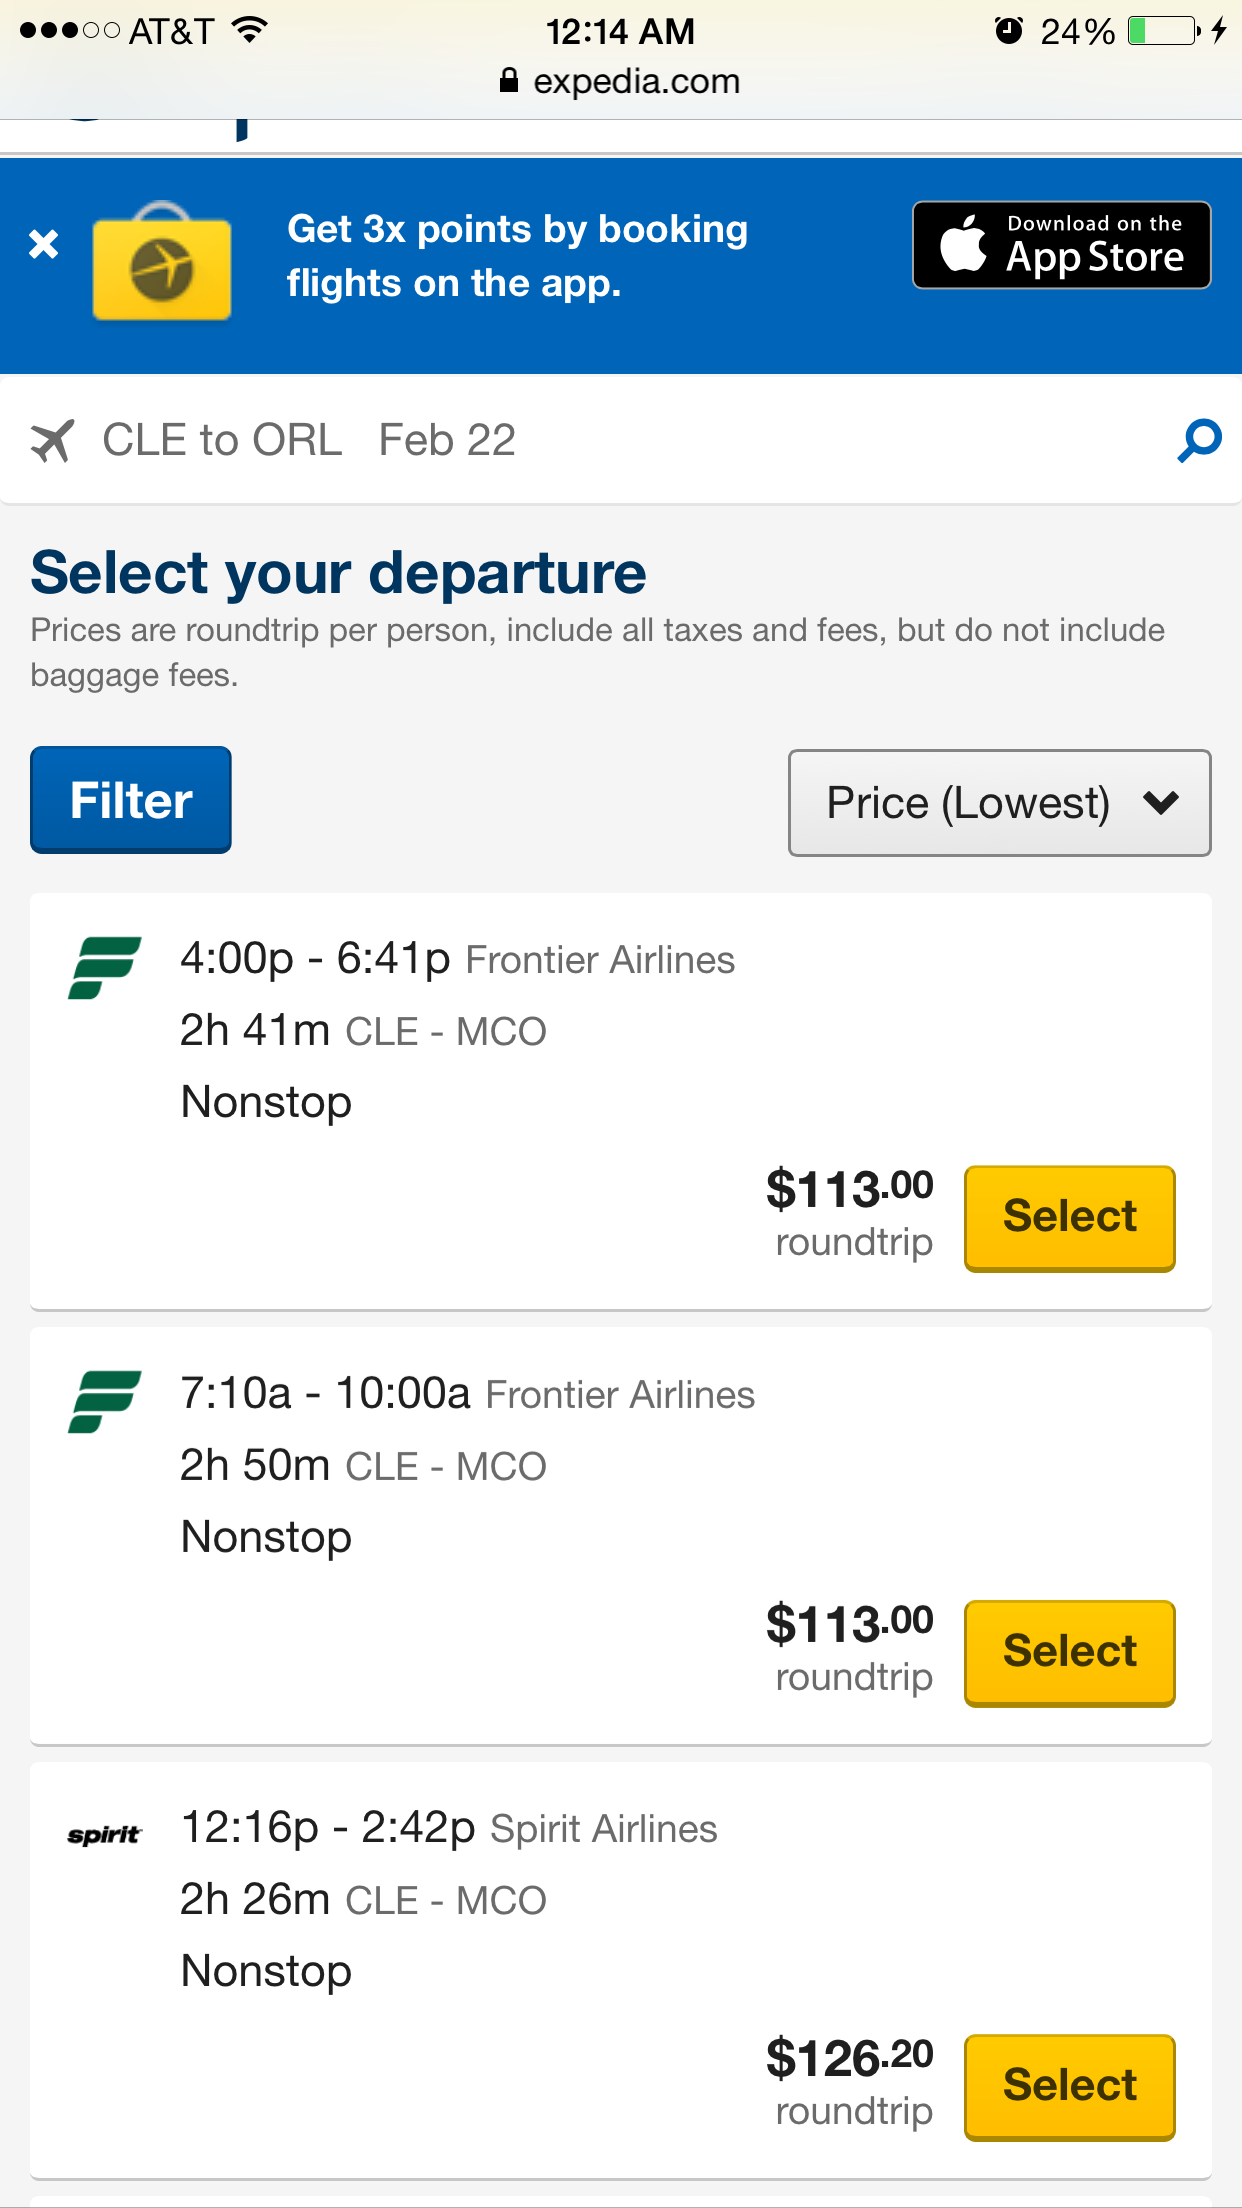 AT&T 12:14 AM 24%
expedia.com
Get 3x points by booking
flights on the app.
Download on the
App Store
CLE to ORL Feb 22
Select your departure
Prices are roundtrip per person, include all taxes and fees, but do not include
baggage fees.
Filter
Price (Lowest)
4:00p - 6:41p Frontier Airlines
2h 41m CLE - MCO
Nonstop
$113.00
roundtrip
Select
7:10a - 10:00a Frontier Airlines
2h 50m CLE - MCO
Nonstop
$113.00
roundtrip
Select
spirit
12:16p - 2:42p Spirit Airlines
2h 26m CLE - MCO
Nonstop
$126.20
roundtrip
Select